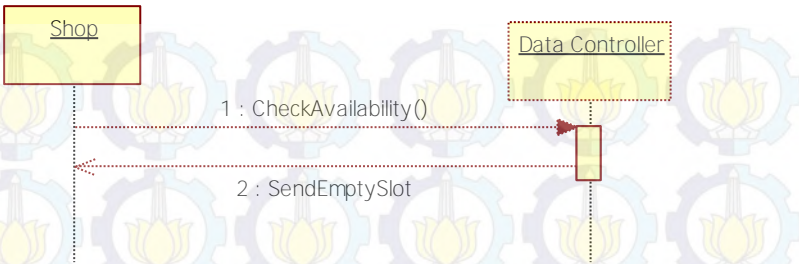 Shop
Data Controller
1 : CheckAvailability()
2 : SendEmptySlot